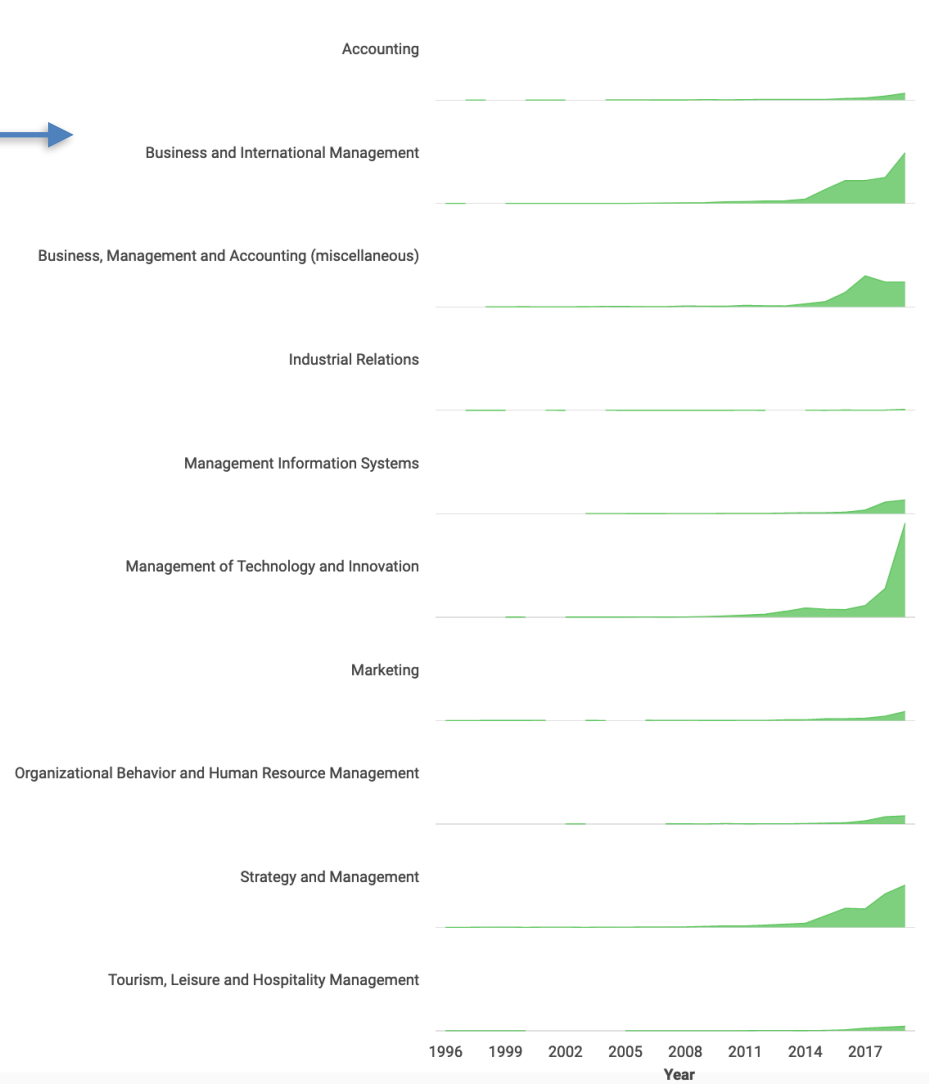 Accounting
Business and International Management
Business, Management and Accounting (miscellaneous)
Industrial Relations
Management Information Systems
Management of Technology and Innovation
Marketing
Organizational Behavior and Human Resource Management
Strategy and Management
Tourism, Leisure and Hospitality Management
1996 1999 2002 2005 2008 2011 2014 2017
Year